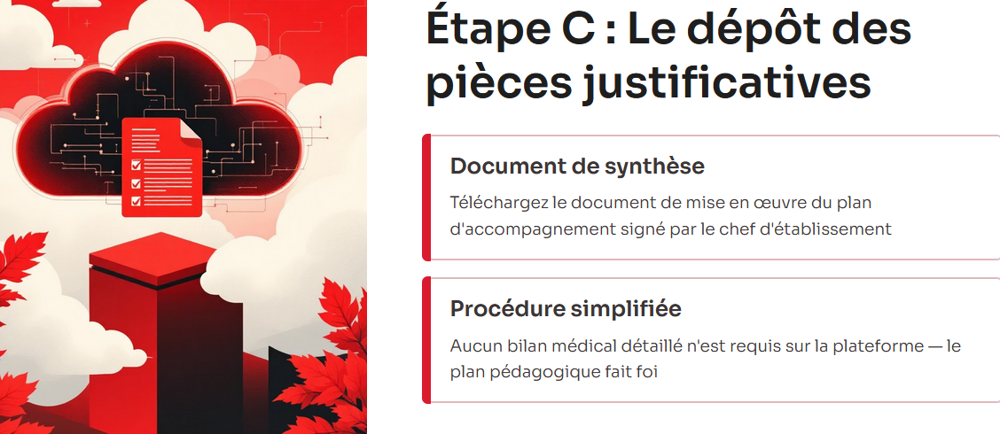 Étape C : Le dépôt des
pièces justificatives
Document de synthèse
Téléchargez le document de mise en œuvre du plan
d'accompagnement signé par le chef d'établissement
Procédure simplifiée
Aucun bilan médical détaillé n'est requis sur la plateforme — le
plan pédagogique fait foi